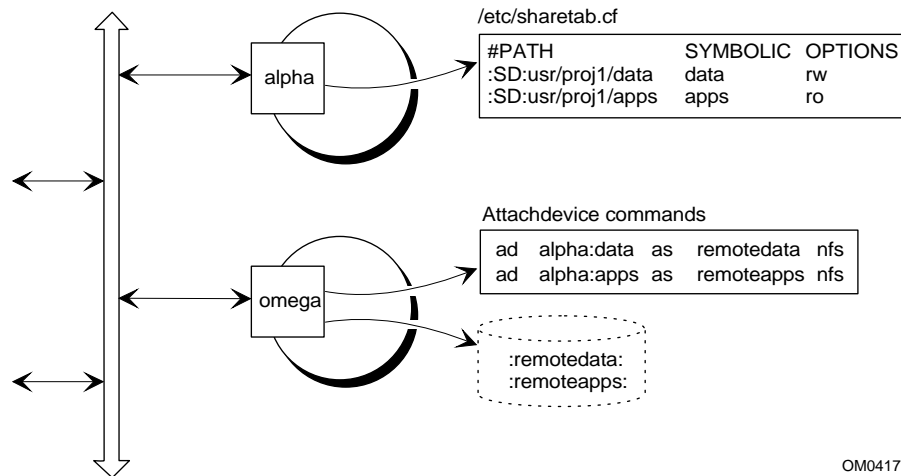 /etc/sharetab.cf
#PATH SYMBOLIC OPTIONS
:SD:usr/proj1/data data rw
:SD:usr/proj1/apps apps ro
alpha
Attachdevice commands
ad alpha:data as remotedata nfs
ad alpha:apps as remoteapps nfs
omega
:remotedata:
:remoteapps:
OM0417